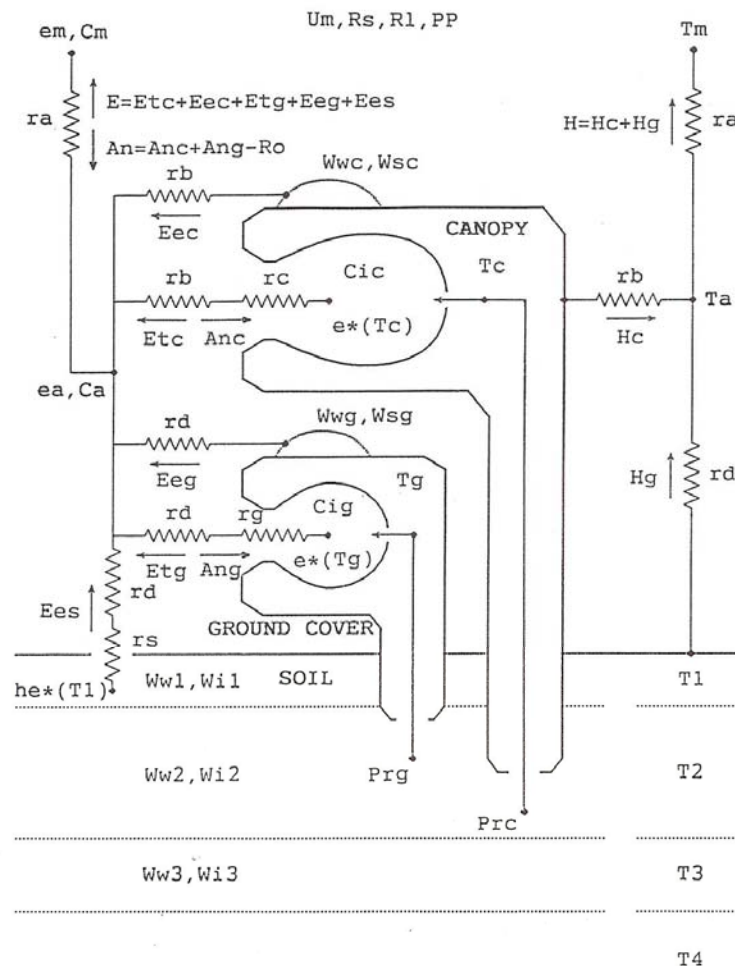 Um,Rs,Rl,PP
em,Cm
Tm
E=Etc+Eec+Etg+Eeg+Ees
ra
H=Hc+Hg
ra
An=Anc+Ang-Ro
rb
Wwc,Wsc
Eec
CANOPY
rb
rc
Cic
Tc
rb
Ta
Etc
Anc
e*(Tc)
Hc
ea,Ca
rd
Wwg,Wsg
Eeg
Tg
Hg
rd
rd
rg
Cig
Etg
Ang
e*(Tg)
rd
Ees
rs
GROUND COVER
he*(T1)
Ww1,Wi1
SOIL
T1
Ww2,Wi2
Prg
T2
Prc
Ww3,Wi3
T3
T4